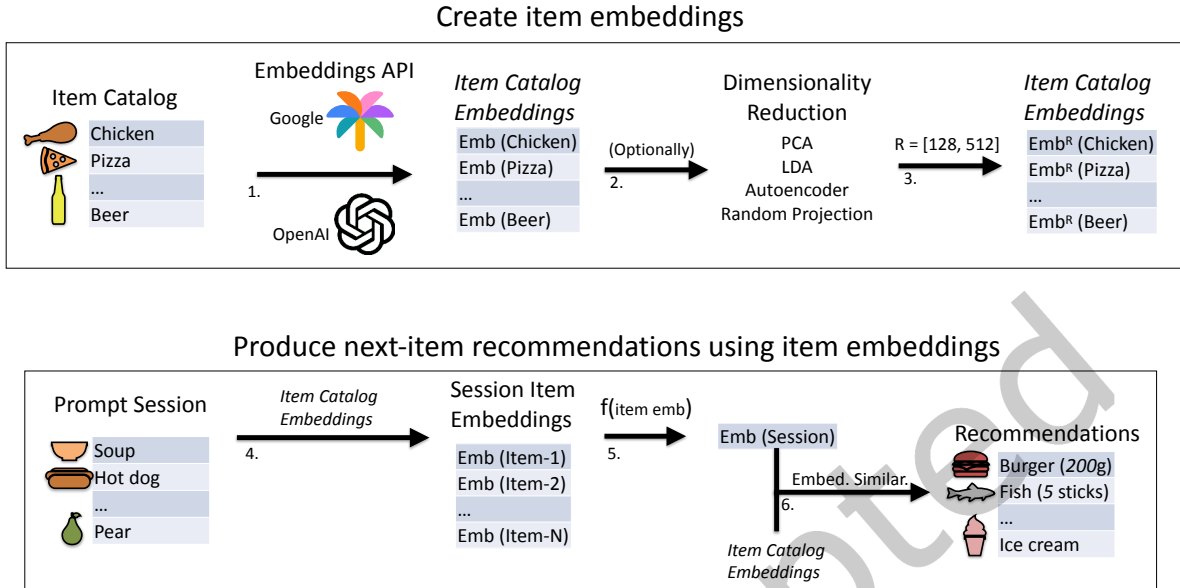 Create item embeddings
Item Catalog
Chicken
Pizza
...
Beer
Embeddings API
Google
1.
OpenAI
Item Catalog
Embeddings
Emb (Chicken)
Emb (Pizza)
...
Emb (Beer)
(Optionally)
2.
Dimensionality
Reduction
PCA
LDA
Autoencoder
Random Projection
R = [128, 512]
3.
Item Catalog
Embeddings
Embᴿ (Chicken)
Embᴿ (Pizza)
...
Embᴿ (Beer)
Produce next-item recommendations using item embeddings
Prompt Session
Soup
Hot dog
...
Pear
Item Catalog
Embeddings
4.
Session Item
Embeddings
Emb (Item-1)
Emb (Item-2)
...
Emb (Item-N)
f(item emb)
5.
Emb (Session)
Embed. Similar.
6.
Item Catalog
Embeddings
Recommendations
Burger (200g)
Fish (5 sticks)
...
Ice cream